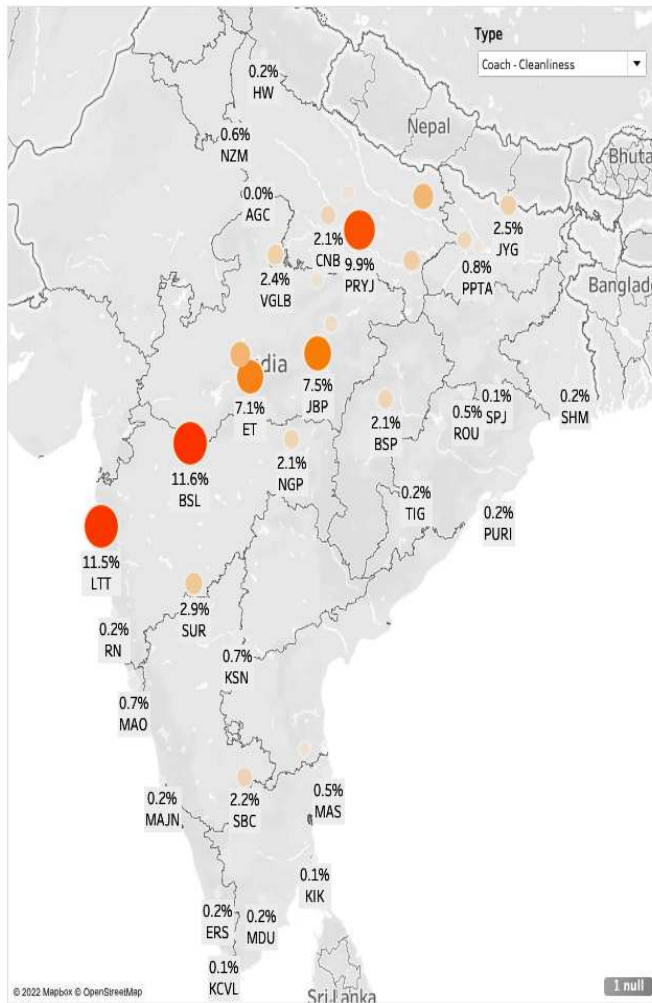 Type
Coach - Cleanliness
0.2%
HW
Nepal
Bhuta
0.6%
NZM
0.0%
AGC
2.1%
CNB
9.9%
PRYJ
2.5%
JYG
0.8%
PPTA
2.4%
VGLB
Banglade
dia
7.1%
ET
7.5%
JBP
2.1%
BSP
0.5%
ROU
0.1%
SPJ
0.2%
SHM
11.6%
BSL
2.1%
NGP
0.2%
TIG
0.2%
PURI
11.5%
LTT
2.9%
SUR
0.2%
RN
0.7%
KSN
0.7%
MAO
0.2%
MAJN
2.2%
SBC
0.5%
MAS
0.1%
KIK
0.2%
ERS
0.2%
MDU
0.1%
KCVL
© 2022 Mapbox © OpenStreetMap
Sri Lanka
1 null